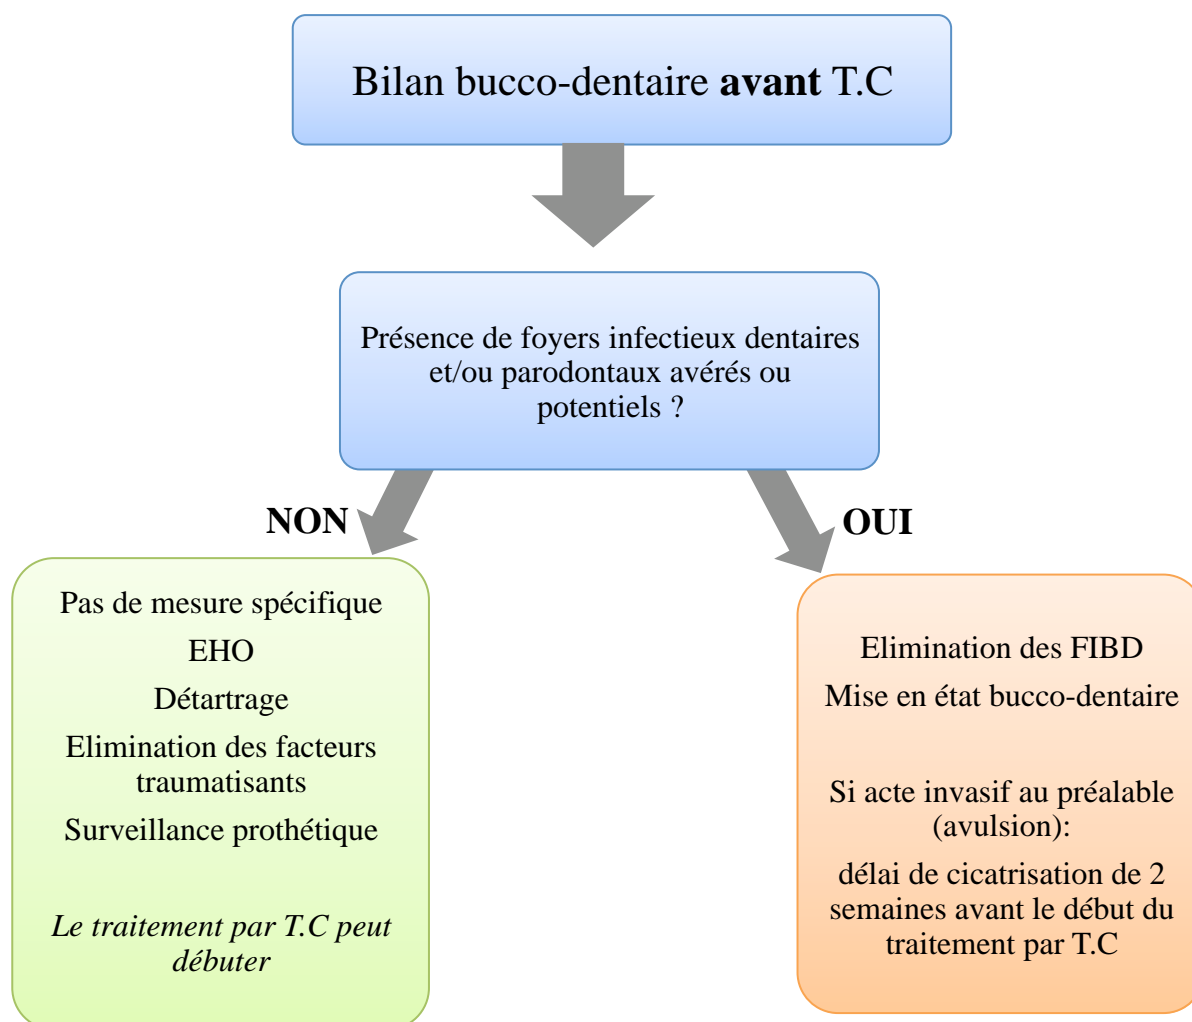 Bilan bucco-dentaire avant T.C
Présence de foyers infectieux dentaires
et/ou parodontaux avérés ou
potentiels ?
NON
OUI
Pas de mesure spécifique
EHO
Détartrage
Elimination des facteurs
traumatisants
Surveillance prothétique
Le traitement par T.C peut
débuter
Elimination des FIBD
Mise en état bucco-dentaire
Si acte invasif au préalable
(avulsion):
délai de cicatrisation de 2
semaines avant le début du
traitement par T.C